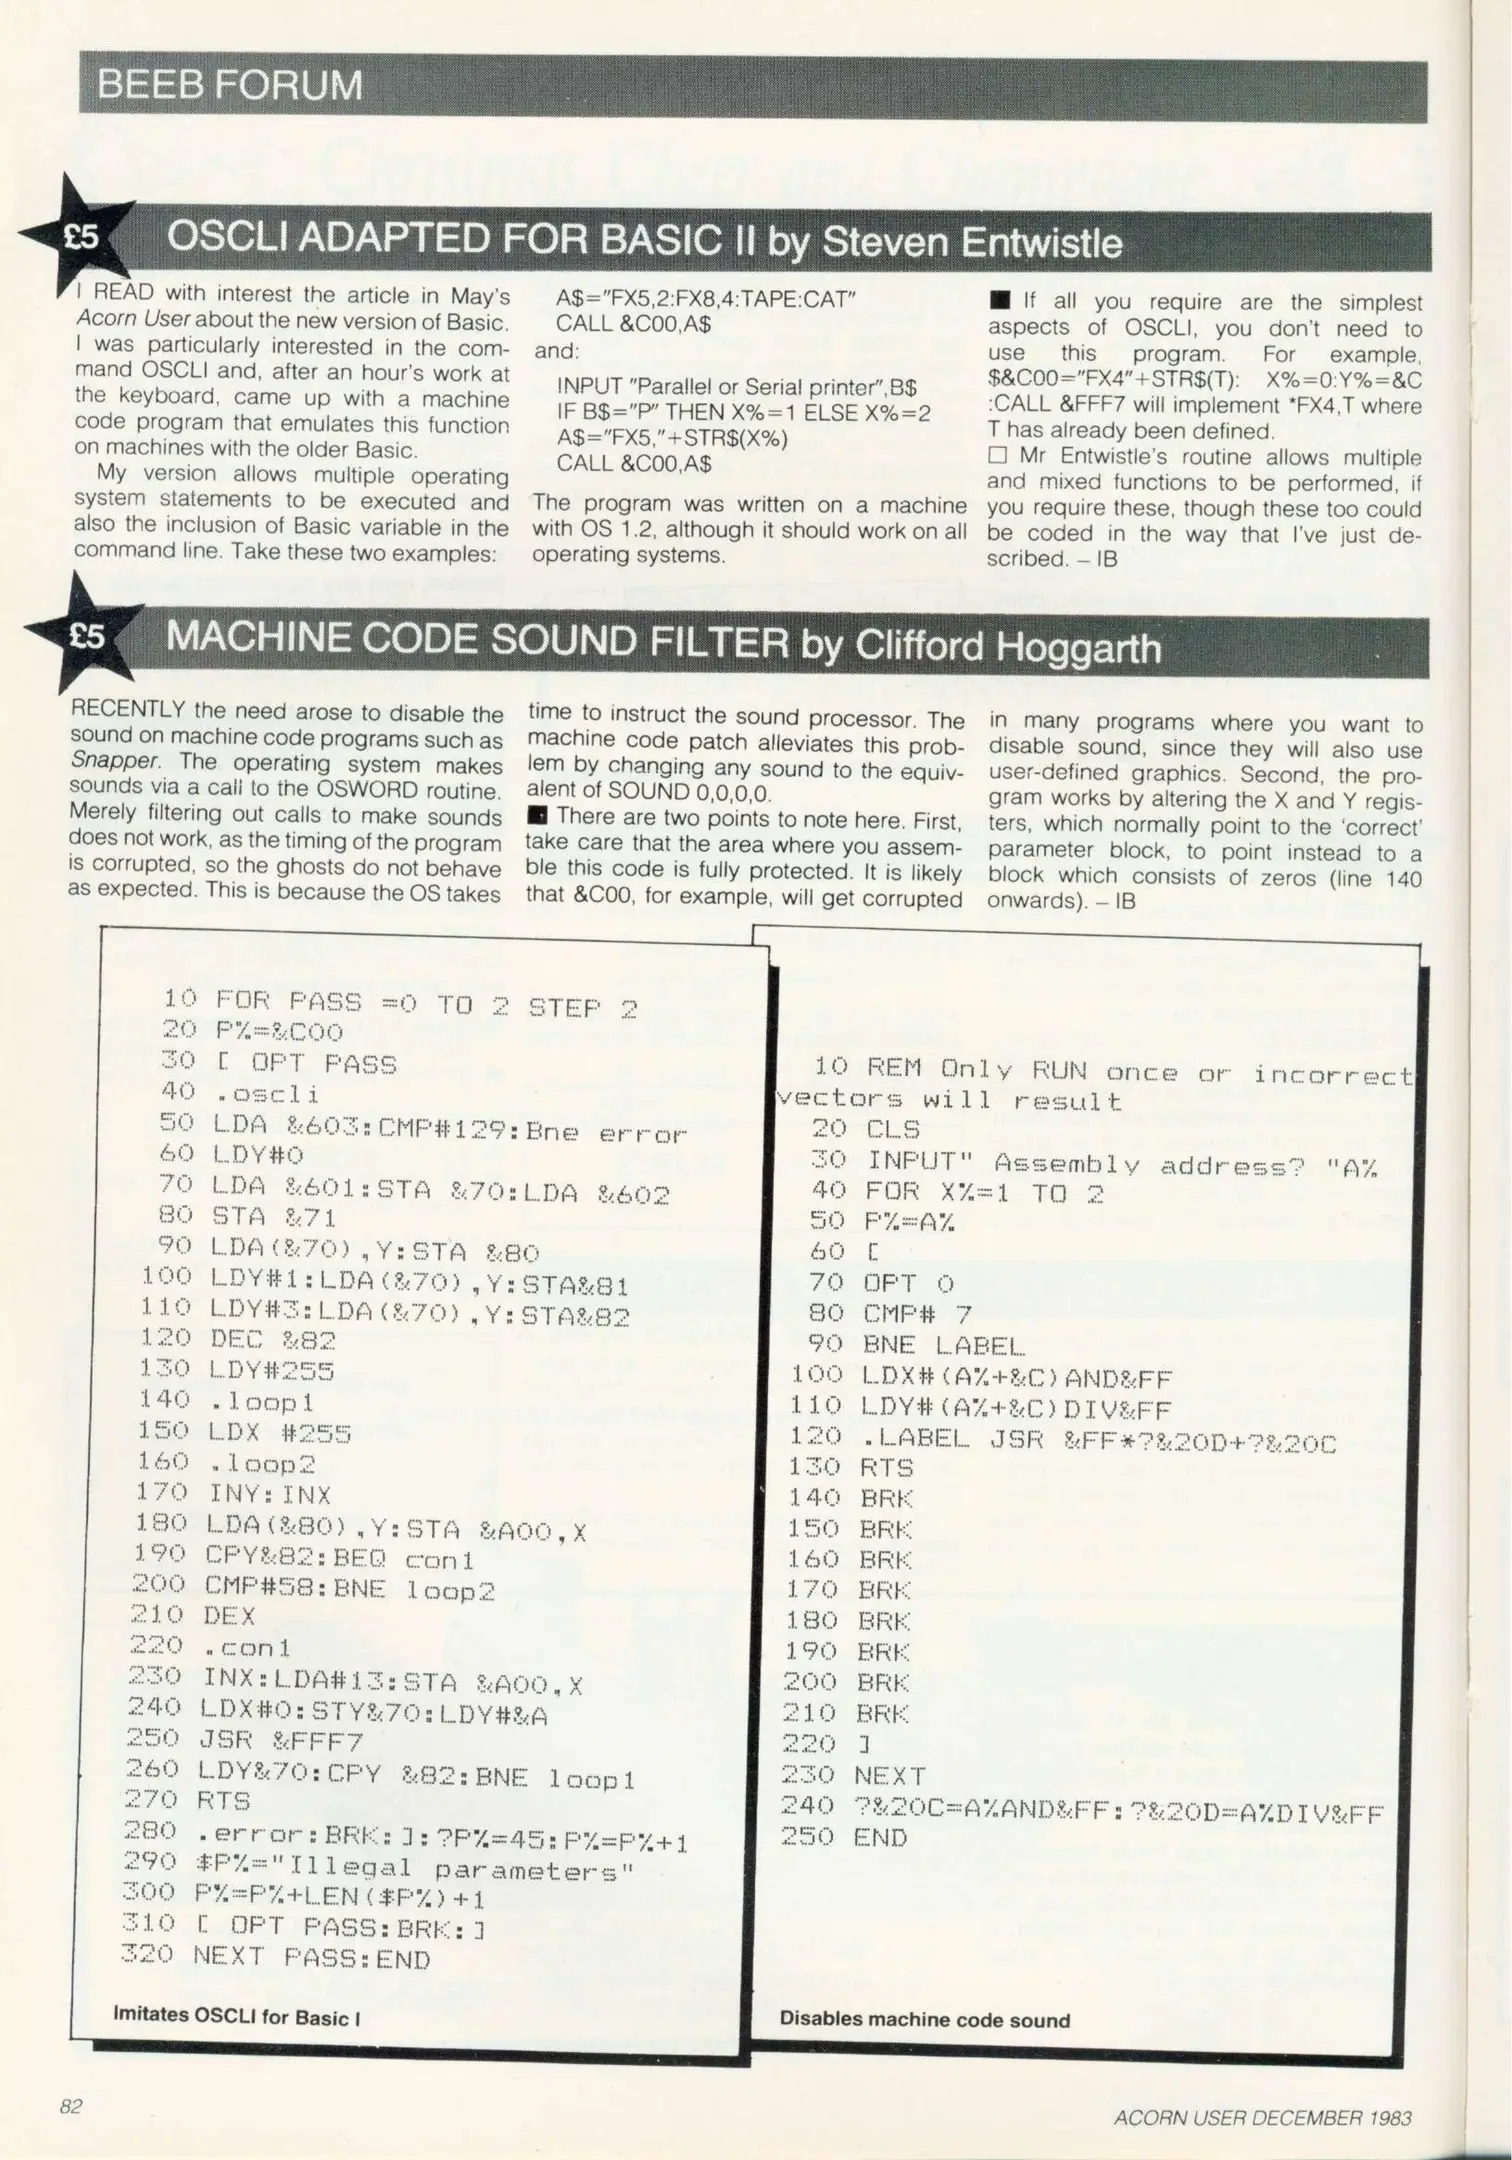 BEEB FORUM
£5
OSCLI ADAPTED FOR BASIC II by Steven Entwistle
I READ with interest the article in May's
Acorn User about the new version of Basic.
I was particularly interested in the com-
mand OSCLI and, after an hour's work at
the keyboard, came up with a machine
code program that emulates this function
on machines with the older Basic.
My version allows multiple operating
system statements to be executed and
also the inclusion of Basic variable in the
command line. Take these two examples:
A$="FX5,2:FX8,4:TAPE:CAT"
CALL &C00,A$
and:
INPUT "Parallel or Serial printer",B$
IF B$="P" THEN X%=1 ELSE X%=2
A$="FX5,"+STR$(X%)
CALL &C00,A$
The program was written on a machine
with OS 1.2, although it should work on all
operating systems.
■ If all you require are the simplest
aspects of OSCLI, you don't need to
use this program. For example,
$&C00="FX4"+STR$(T): X%=0:Y%=&C
:CALL &FFF7 will implement *FX4,T where
T has already been defined.
□ Mr Entwistle's routine allows multiple
and mixed functions to be performed, if
you require these, though these too could
be coded in the way that I've just de-
scribed. – IB
£5
MACHINE CODE SOUND FILTER by Clifford Hoggarth
RECENTLY the need arose to disable the
sound on machine code programs such as
Snapper. The operating system makes
sounds via a call to the OSWORD routine.
Merely filtering out calls to make sounds
does not work, as the timing of the program
is corrupted, so the ghosts do not behave
as expected. This is because the OS takes
time to instruct the sound processor. The
machine code patch alleviates this prob-
lem by changing any sound to the equiv-
alent of SOUND 0,0,0,0.
■ There are two points to note here. First,
take care that the area where you assem-
ble this code is fully protected. It is likely
that &C00, for example, will get corrupted
in many programs where you want to
disable sound, since they will also use
user-defined graphics. Second, the pro-
gram works by altering the X and Y regis-
ters, which normally point to the 'correct'
parameter block, to point instead to a
block which consists of zeros (line 140
onwards). – IB
10 FOR PASS =0 TO 2 STEP 2
20 P%=&C00
30 [ OPT PASS
40 .oscli
50 LDA &603:CMP#129:Bne error
60 LDY#0
70 LDA &601:STA &70:LDA &602
80 STA &71
90 LDA(&70),Y:STA &80
100 LDY#1:LDA(&70),Y:STA&81
110 LDY#3:LDA(&70),Y:STA&82
120 DEC &82
130 LDY#255
140 .loop1
150 LDX #255
160 .loop2
170 INY:INX
180 LDA(&80),Y:STA &A00,X
190 CPY&82:BEQ con1
200 CMP#58:BNE loop2
210 DEX
220 .con1
230 INX:LDA#13:STA &A00,X
240 LDX#0:STY&70:LDY#&A
250 JSR &FFF7
260 LDY&70:CPY &82:BNE loop1
270 RTS
280 .error:BRK:]:?P%=45:P%=P%+1
290 $P%="Illegal parameters"
300 P%=P%+LEN($P%)+1
310 [ OPT PASS:BRK:]
320 NEXT PASS:END
Imitates OSCLI for Basic I
10 REM Only RUN once or incorrect
vectors will result
20 CLS
30 INPUT" Assembly address? "A%
40 FOR X%=1 TO 2
50 P%=A%
60 [
70 OPT 0
80 CMP# 7
90 BNE LABEL
100 LDX#(A%+&C)AND&FF
110 LDY#(A%+&C)DIV&FF
120 .LABEL JSR &FF*?&20D+?&20C
130 RTS
140 BRK
150 BRK
160 BRK
170 BRK
180 BRK
190 BRK
200 BRK
210 BRK
220 ]
230 NEXT
240 ?&20C=A%AND&FF:?&20D=A%DIV&FF
250 END
Disables machine code sound
82
ACORN USER DECEMBER 1983